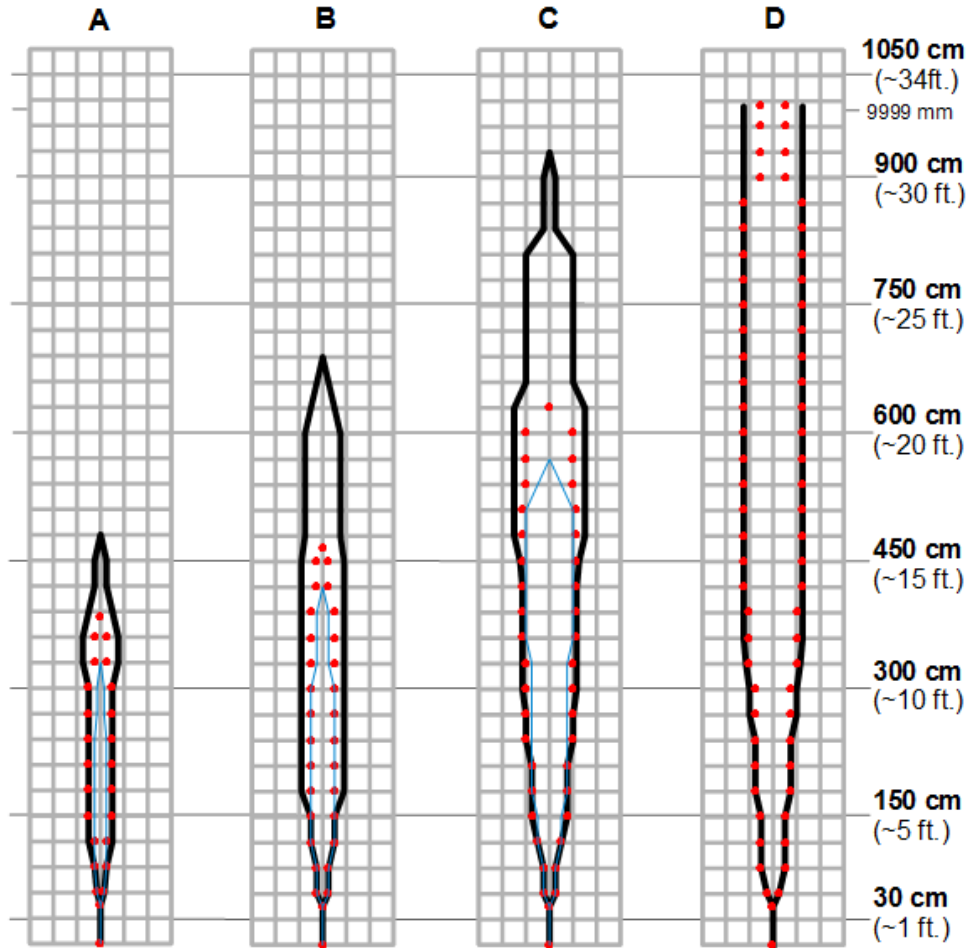 A B C D
1050 cm
(~34ft.)
9999 mm
900 cm
(~30 ft.)
750 cm
(~25 ft.)
600 cm
(~20 ft.)
450 cm
(~15 ft.)
300 cm
(~10 ft.)
150 cm
(~5 ft.)
30 cm
(~1 ft.)